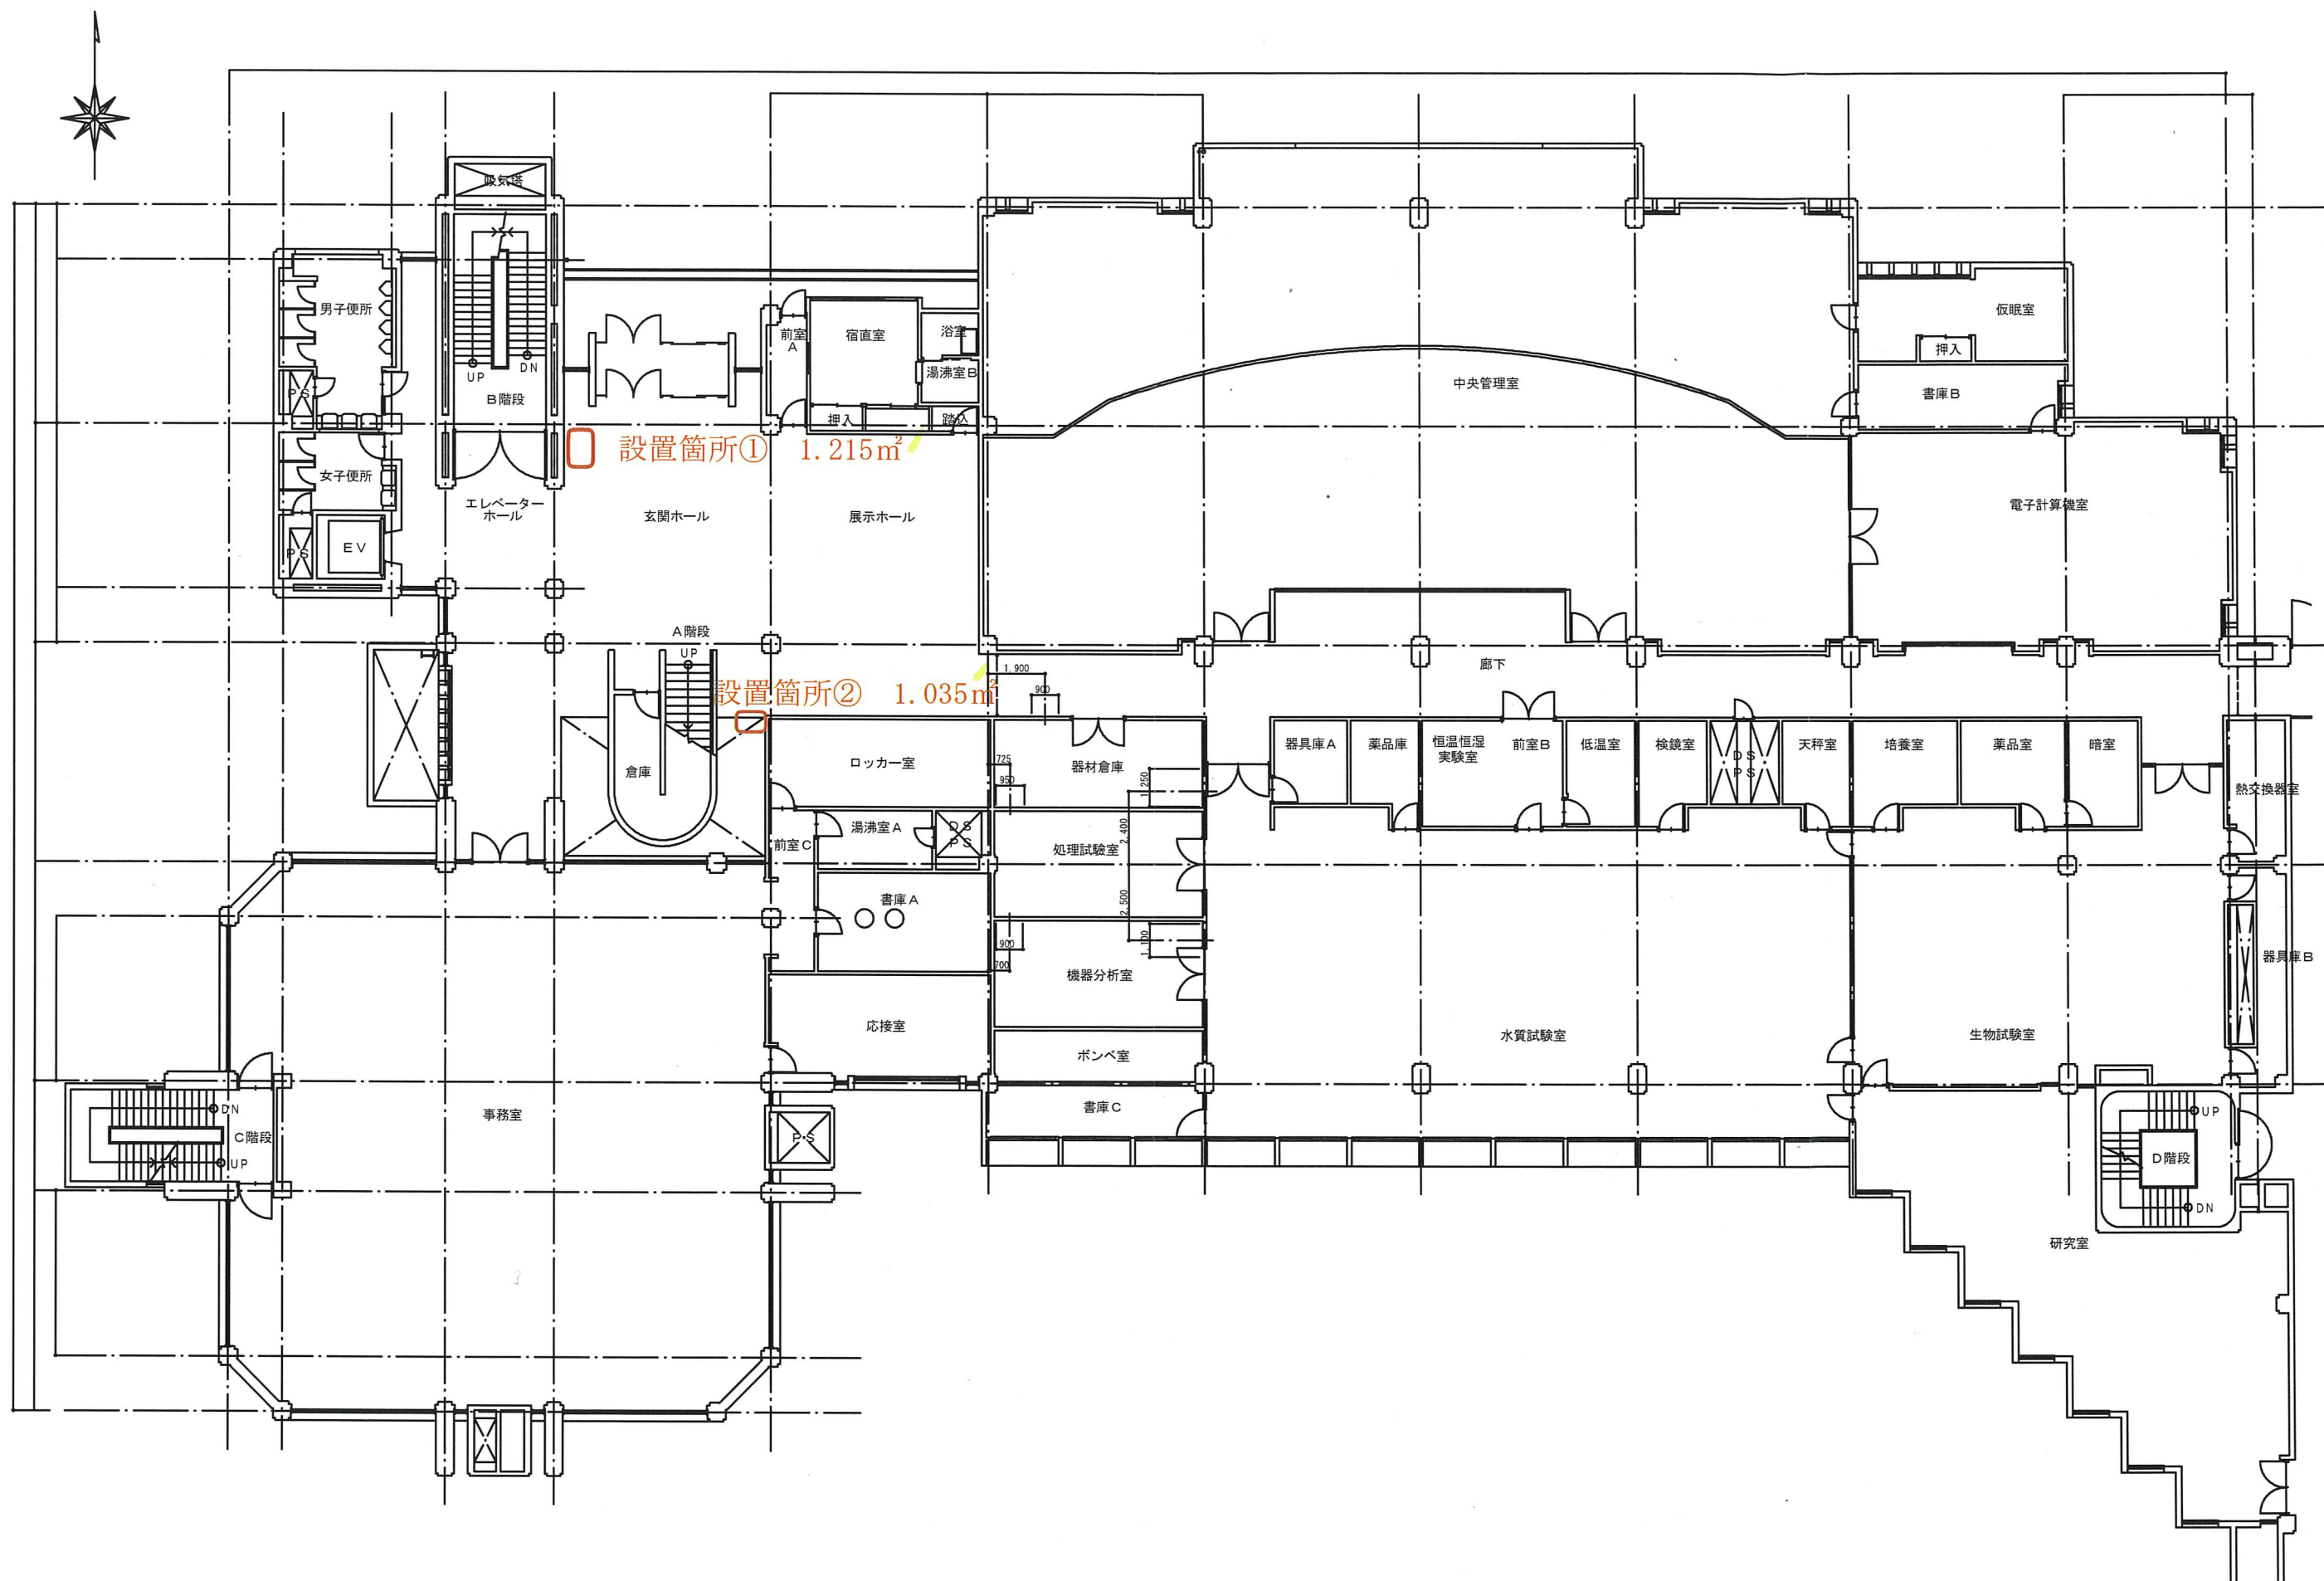 吸気塔
男子便所
前室
A
宿直室
浴室
仮眠室
押入
湯沸室B
中央管理室
UP
DN
PS
B階段
書庫B
押入
踏込
設置箇所① 1.215㎡
女子便所
エレベーター
ホール
玄関ホール
展示ホール
電子計算機室
PS
EV
A階段
UP
廊下
1,900
900
設置箇所② 1.035㎡
倉庫
ロッカー室
725
950
器材倉庫
1,250
器具庫A
薬品庫
恒温恒湿
実験室
前室B
低温室
検鏡室
DS
PS
天秤室
培養室
薬品室
暗室
熱交換器室
前室C
湯沸室A
DS
PS
処理試験室
2,400
書庫A
2,500
900
700
1,100
機器分析室
器具庫B
応接室
水質試験室
生物試験室
ボンベ室
書庫C
DN
C階段
UP
事務室
PS
UP
D階段
DN
研究室